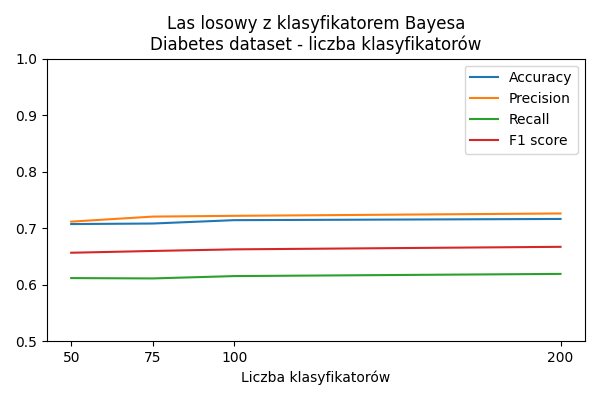 Las losowy z klasyfikatorem Bayesa
Diabetes dataset - liczba klasyfikatorów
1.0
0.9
0.8
0.7
0.6
0.5
Accuracy
Precision
Recall
F1 score
50
75
100
200
Liczba klasyfikatorów